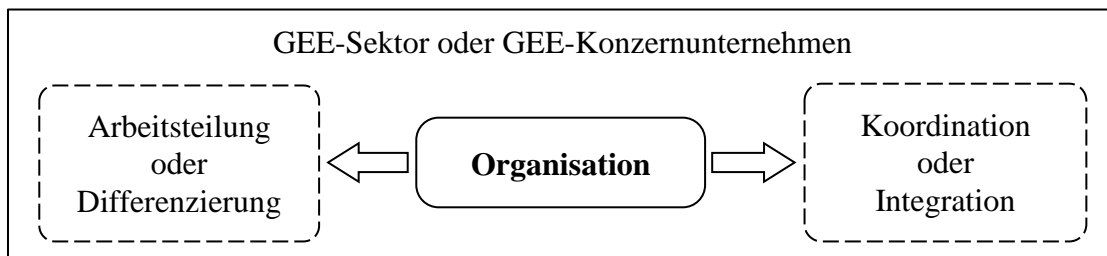 GEE-Sektor oder GEE-Konzernunternehmen
Arbeitsteilung
oder
Differenzierung
Organisation
Koordination
oder
Integration